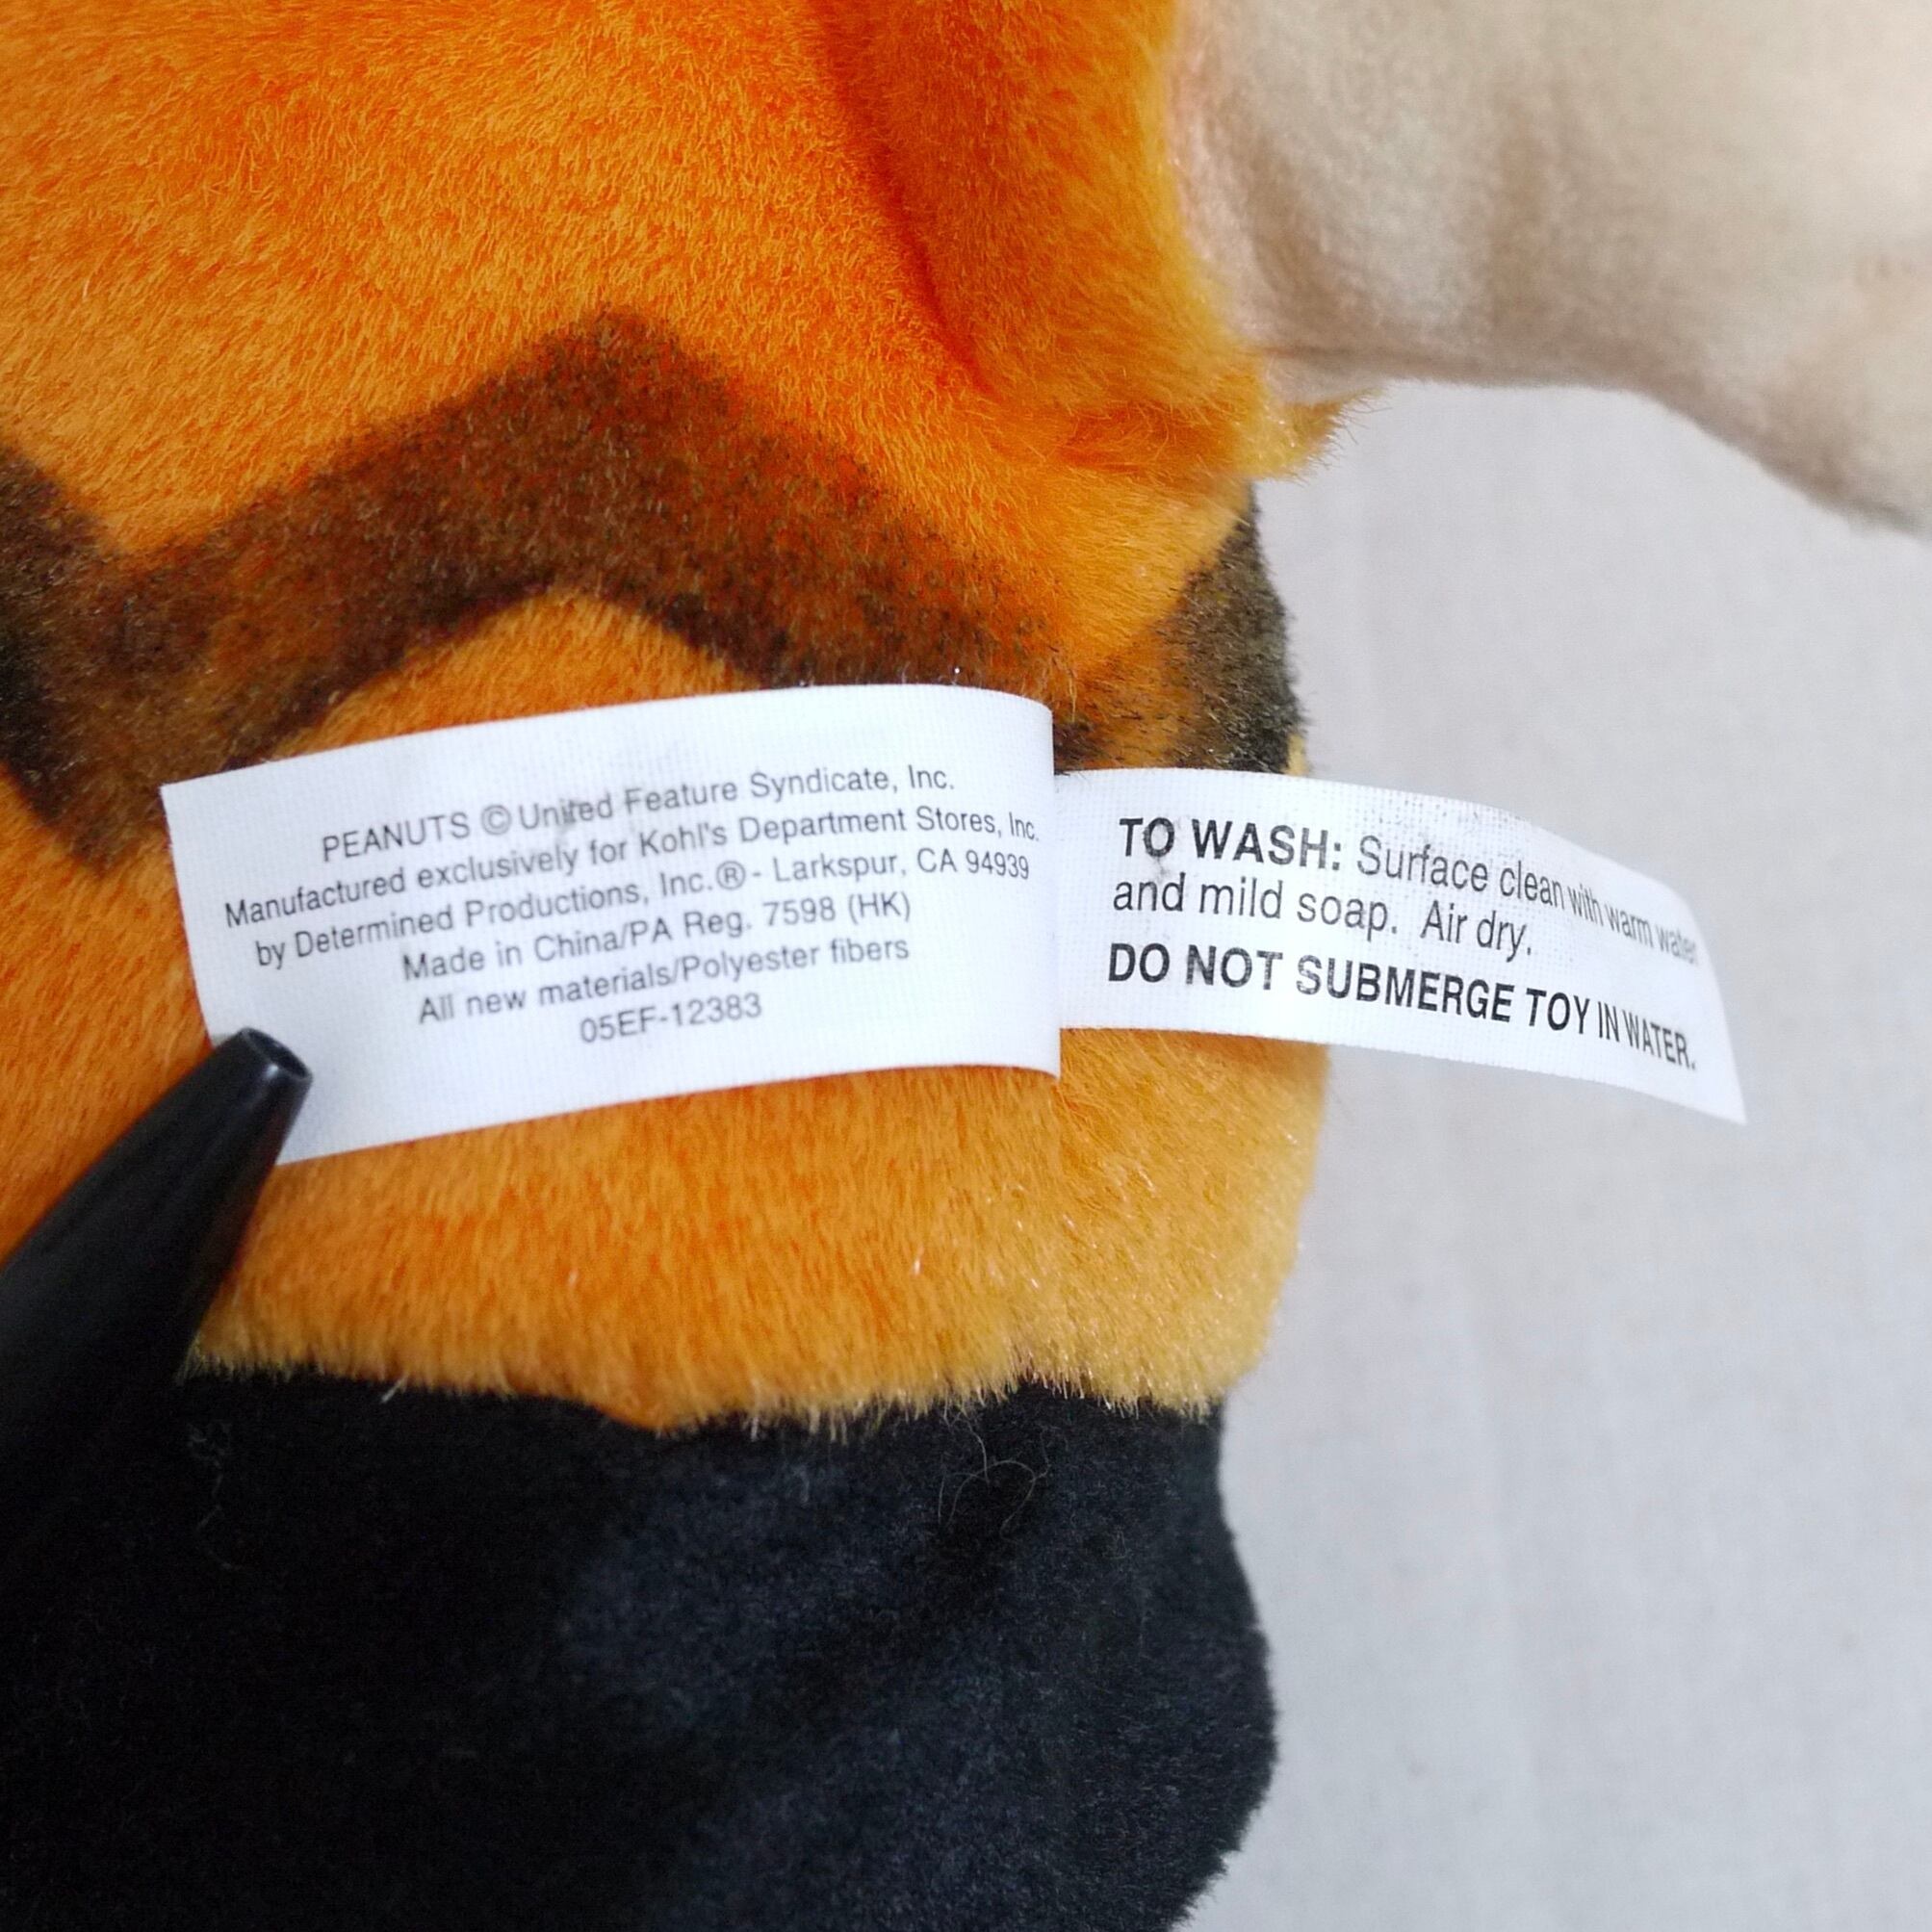 PEANUTS © United Feature Syndicate, Inc.
Manufactured exclusively for Kohl's Department Stores, Inc.
by Determined Productions, Inc.® - Larkspur, CA 94939
Made in China/PA Reg. 7598 (HK)
All new materials/Polyester fibers
05EF-12383
TO WASH: Surface clean with warm water
and mild soap. Air dry.
DO NOT SUBMERGE TOY IN WATER.